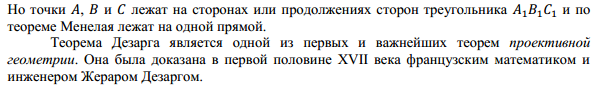 Но точки A, B и C лежат на сторонах или продолжениях сторон треугольника A₁B₁C₁ и по
теореме Менелая лежат на одной прямой.
Теорема Дезарга является одной из первых и важнейших теорем проективной
геометрии. Она была доказана в первой половине XVII века французским математиком и
инженером Жераром Дезаргом.